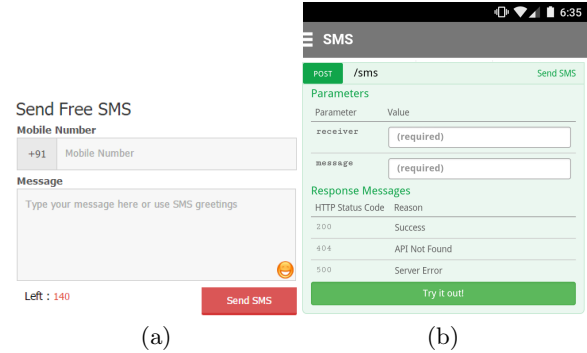 Send Free SMS
Mobile Number
+91 Mobile Number
Message
Type your message here or use SMS greetings
Left : 140
Send SMS
(a)
6:35
SMS
POST /sms Send SMS
Parameters
Parameter Value
receiver (required)
message (required)
Response Messages
HTTP Status Code Reason
200 Success
404 API Not Found
500 Server Error
Try it out!
(b)